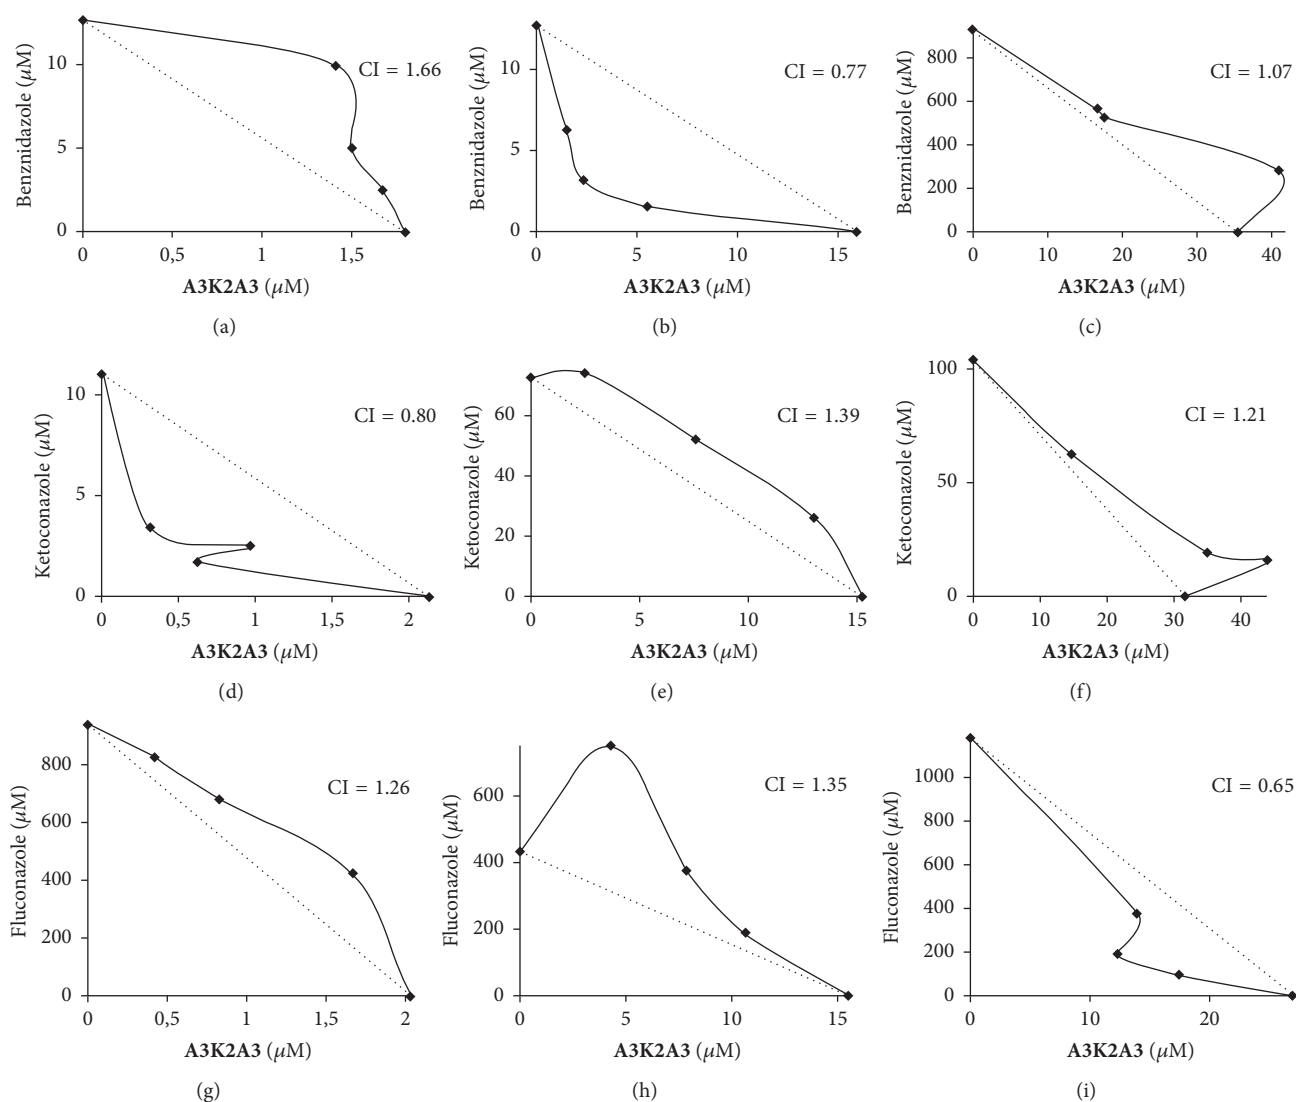 Benznidazole (μM)
10
5
0
CI = 1.66
0
0,5
1
1,5
A3K2A3 (μM)
(a)
Benznidazole (μM)
10
5
0
CI = 0.77
0
5
10
15
A3K2A3 (μM)
(b)
Benznidazole (μM)
800
600
400
200
0
CI = 1.07
0
10
20
30
40
A3K2A3 (μM)
(c)
Ketoconazole (μM)
10
5
0
CI = 0.80
0
0,5
1
1,5
2
A3K2A3 (μM)
(d)
Ketoconazole (μM)
60
40
20
0
CI = 1.39
0
5
10
15
A3K2A3 (μM)
(e)
Ketoconazole (μM)
100
50
0
CI = 1.21
0
10
20
30
40
A3K2A3 (μM)
(f)
Fluconazole (μM)
800
600
400
200
0
CI = 1.26
0
0,5
1
1,5
2
A3K2A3 (μM)
(g)
Fluconazole (μM)
600
400
200
0
CI = 1.35
0
5
10
15
A3K2A3 (μM)
(h)
Fluconazole (μM)
1000
800
600
400
200
0
CI = 0.65
0
10
20
A3K2A3 (μM)
(i)